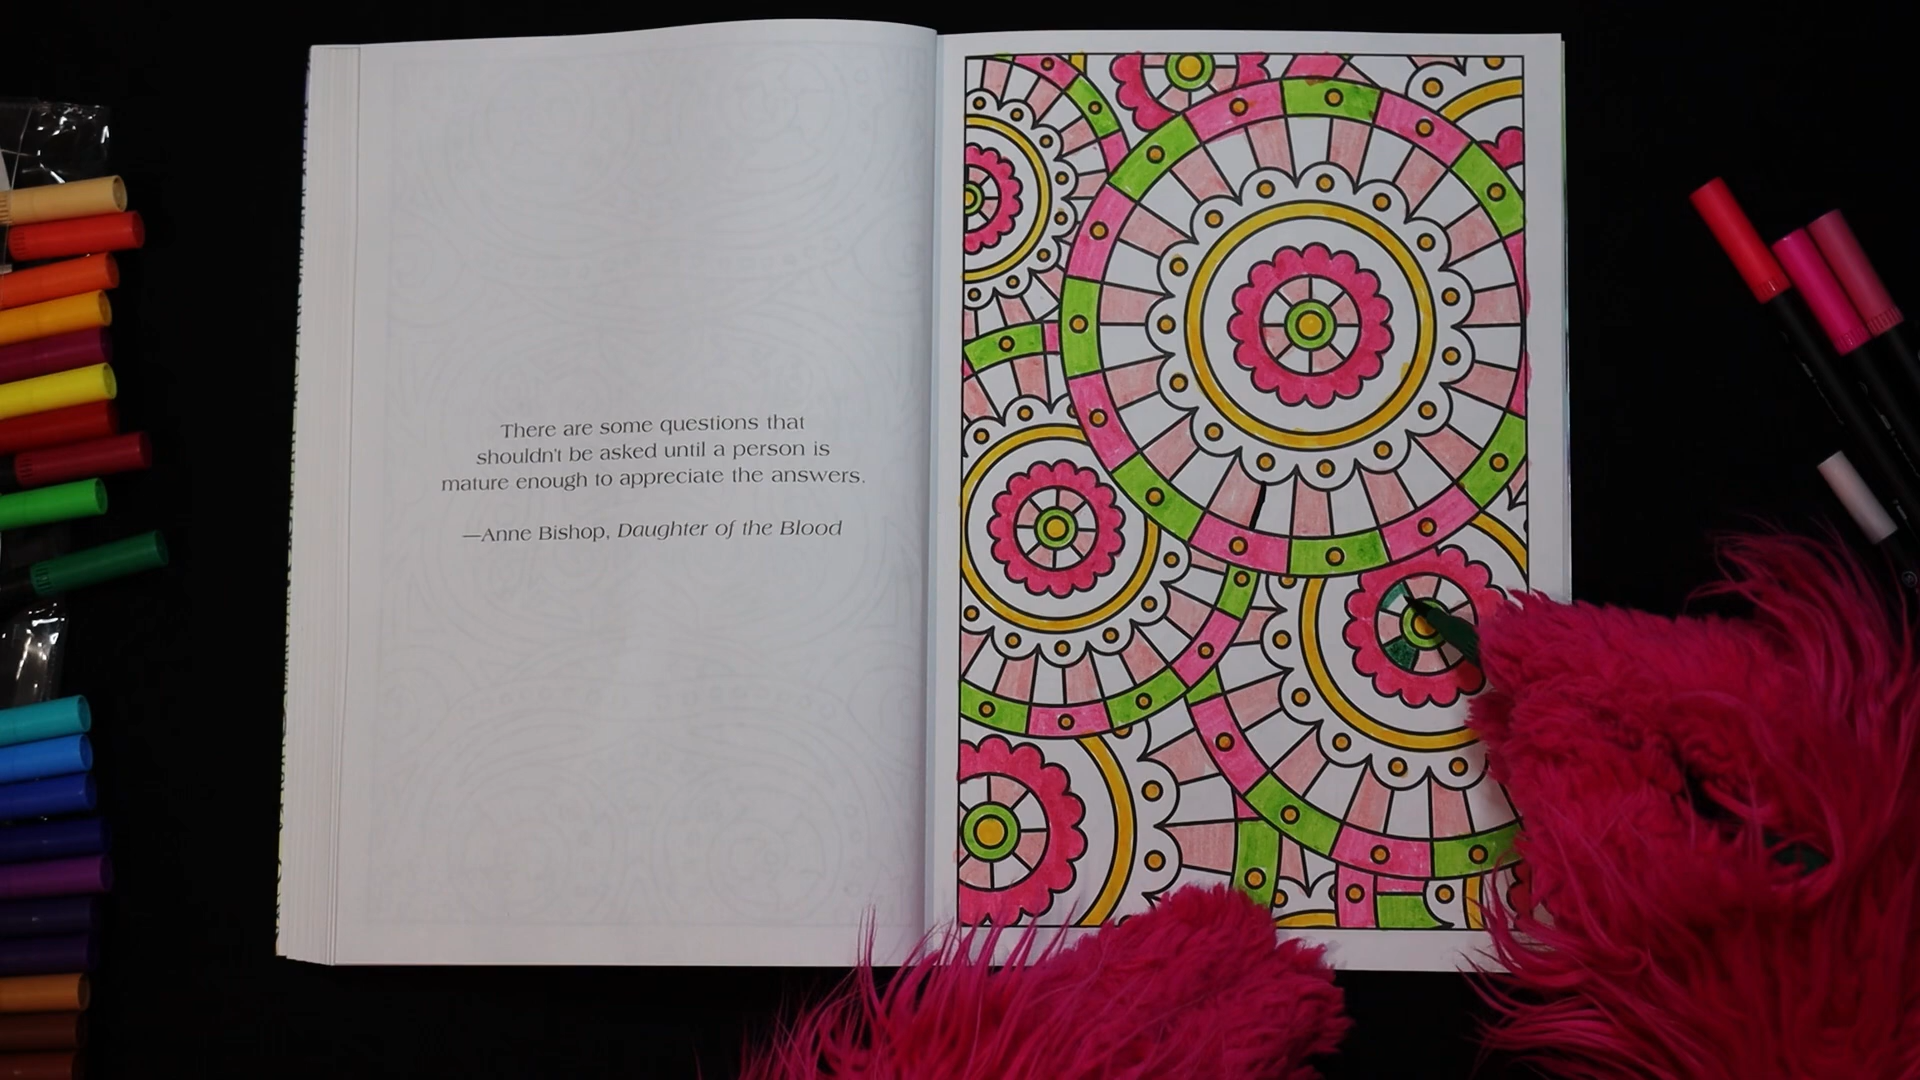 There are some questions that
shouldn't be asked until a person is
mature enough to appreciate the answers.
—Anne Bishop, Daughter of the Blood